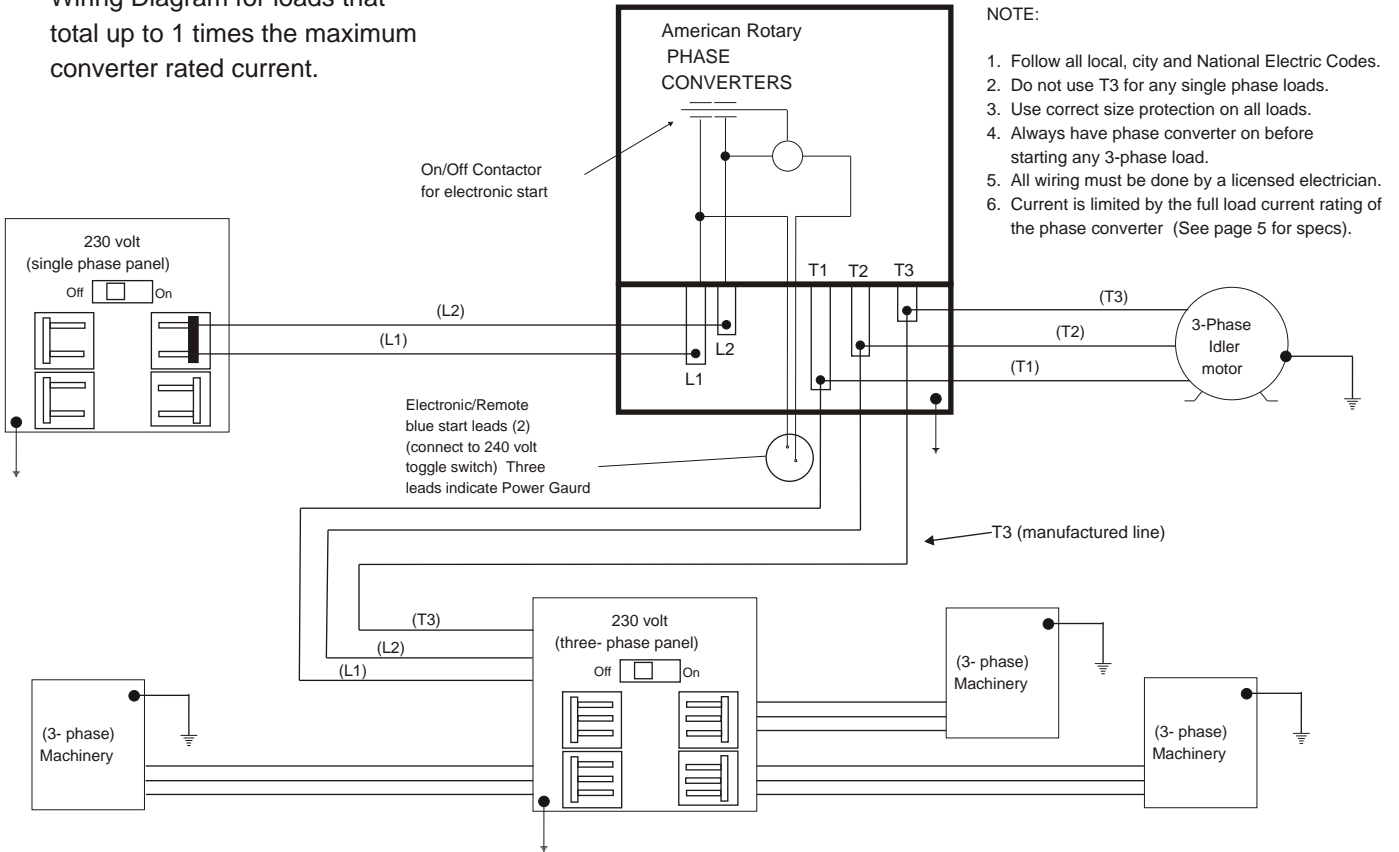 Wiring Diagram for loads that
total up to 1 times the maximum
converter rated current.
American Rotary
PHASE
CONVERTERS
On/Off Contactor
for electronic start
NOTE:
1. Follow all local, city and National Electric Codes.
2. Do not use T3 for any single phase loads.
3. Use correct size protection on all loads.
4. Always have phase converter on before
starting any 3-phase load.
5. All wiring must be done by a licensed electrician.
6. Current is limited by the full load current rating of
the phase converter (See page 5 for specs).
230 volt
(single phase panel)
Off On
(L2)
(L1)
L2
L1
T1 T2 T3
(T3)
(T2)
(T1)
3-Phase
Idler
motor
Electronic/Remote
blue start leads (2)
(connect to 240 volt
toggle switch) Three
leads indicate Power Gaurd
T3 (manufactured line)
(T3)
(L2)
(L1)
230 volt
(three- phase panel)
Off On
(3- phase)
Machinery
(3- phase)
Machinery
(3- phase)
Machinery